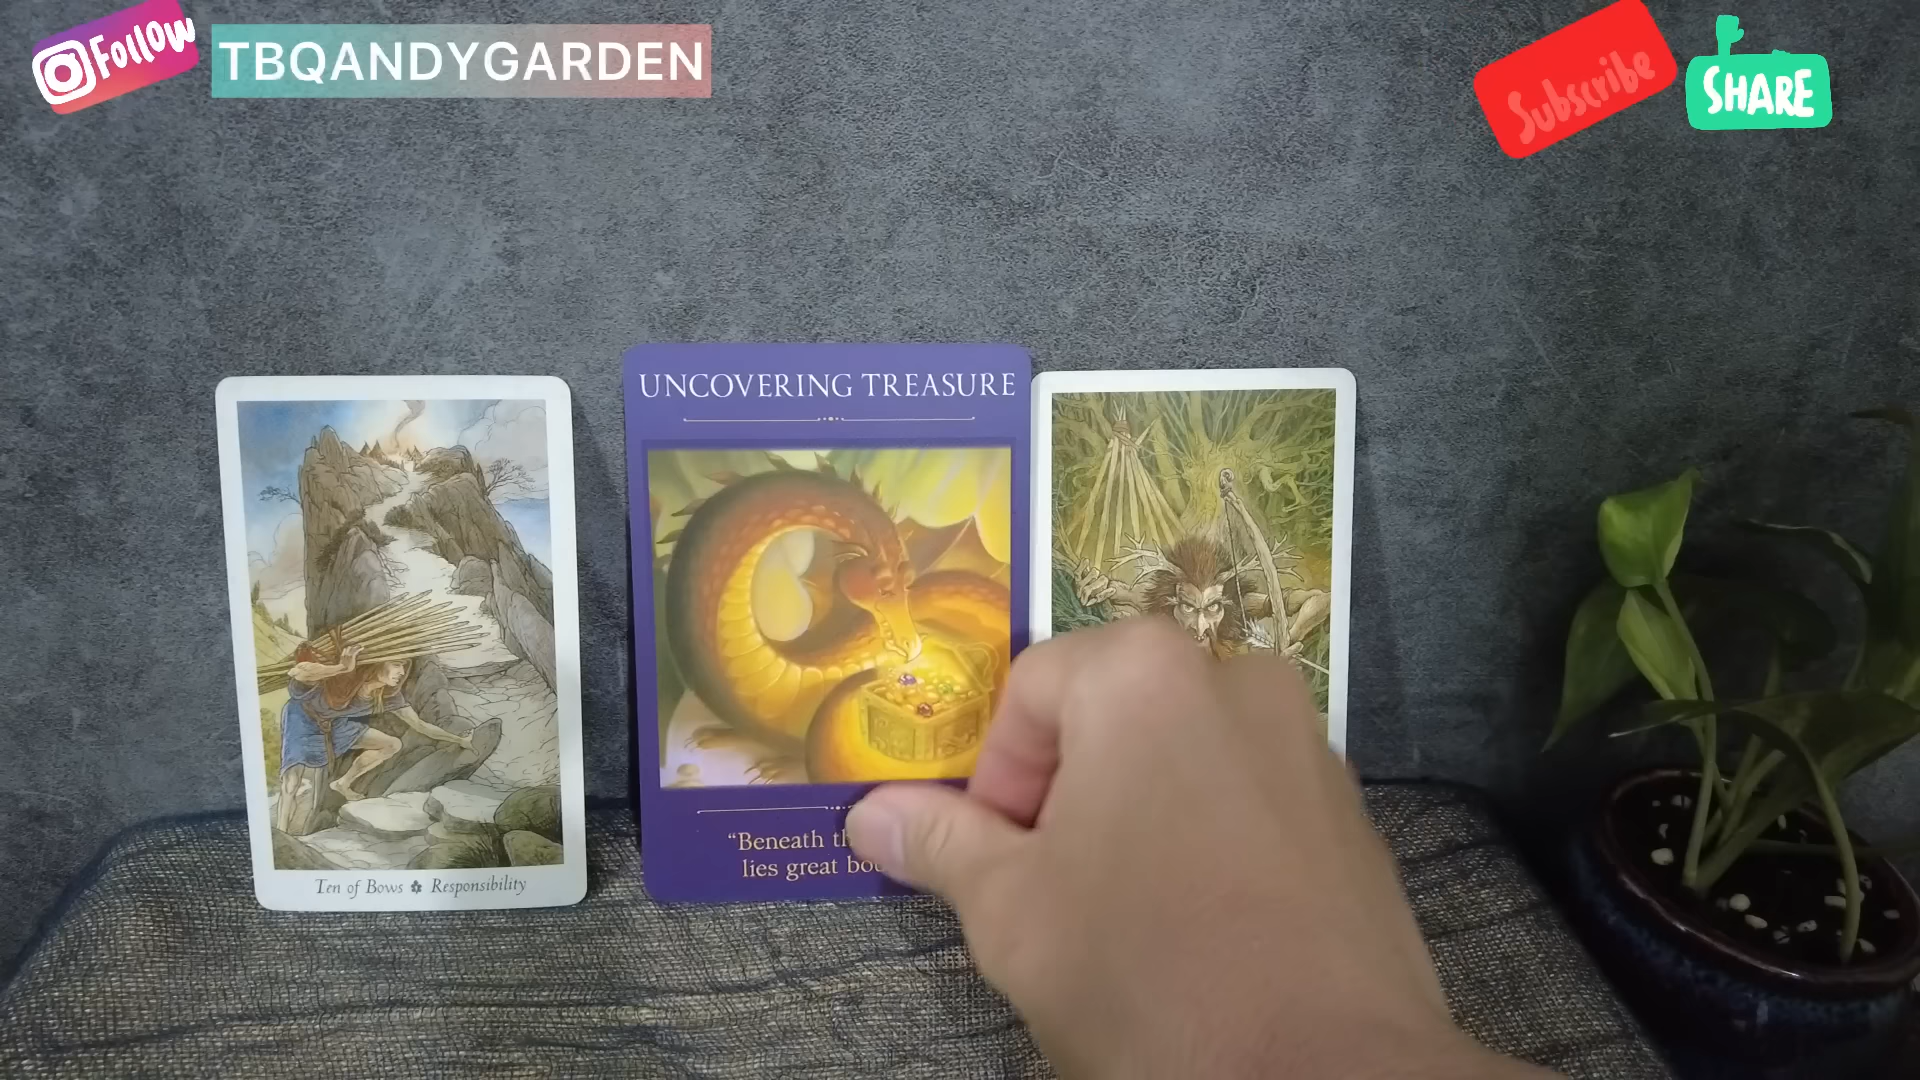 Follow
TBQANDYGARDEN
Subscribe
SHARE
UNCOVERING TREASURE
"Beneath
lies great
Ten of Bows Responsibility